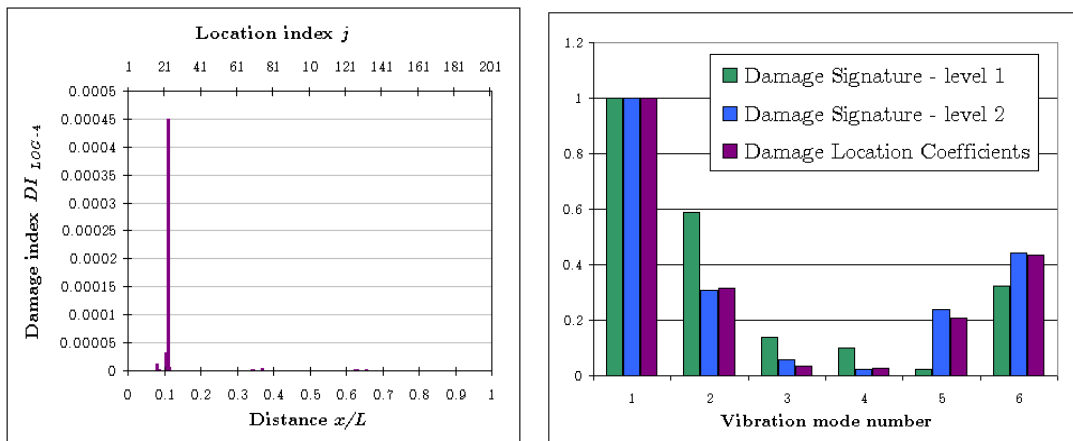 Location index j
1 21 41 61 81 10 121 141 161 181 201
0.0005
0.00045
0.0004
0.00035
0.0003
0.00025
0.0002
0.00015
0.0001
0.00005
0
Damage index DI LOG-4
0 0.1 0.2 0.3 0.4 0.5 0.6 0.7 0.8 0.9 1
Distance x/L
1.2
1
0.8
0.6
0.4
0.2
0
Damage Signature - level 1
Damage Signature - level 2
Damage Location Coefficients
1 2 3 4 5 6
Vibration mode number